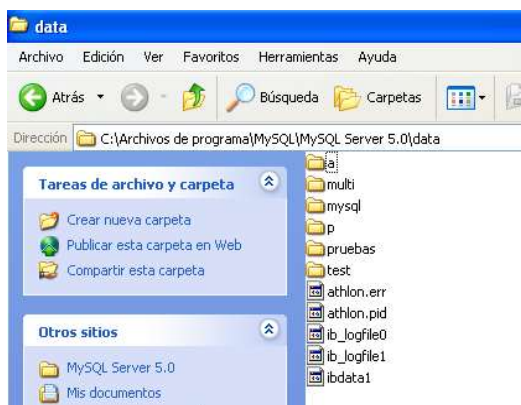 data
Archivo Edición Ver Favoritos Herramientas Ayuda
Atrás Búsqueda Carpetas
Dirección C:\Archivos de programa\MySQL\MySQL Server 5.0\data
Tareas de archivo y carpeta
Crear nueva carpeta
Publicar esta carpeta en Web
Compartir esta carpeta
Otros sitios
MySQL Server 5.0
Mis documentos
a
multi
mysql
p
pruebas
test
athlon.err
athlon.pid
ib_logfile0
ib_logfile1
ibdata1